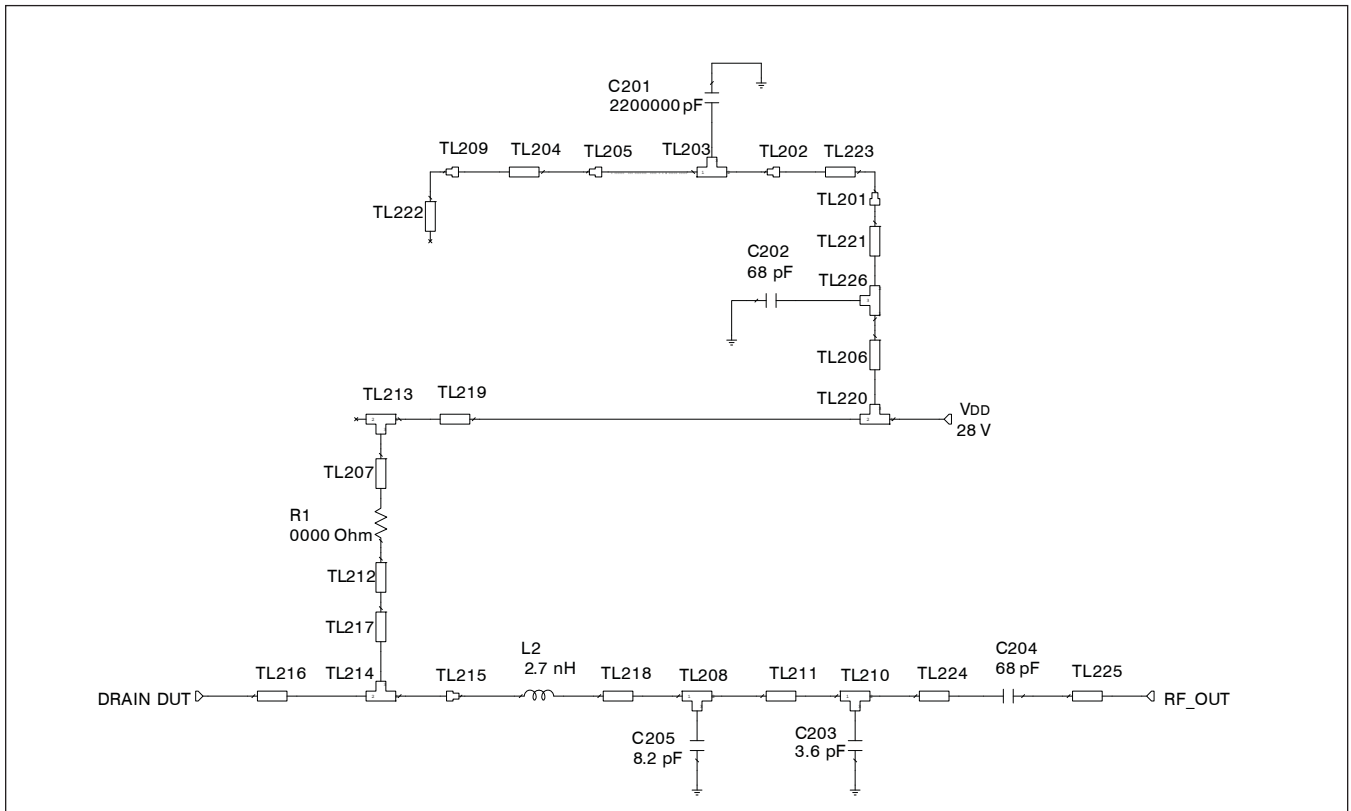 C201
2200000 pF
TL209
TL204
TL205
TL203
TL202
TL223
TL222
TL201
TL221
C202
68 pF
TL226
TL206
TL213
TL219
TL220
VDD
28 V
TL207
R1
0000 Ohm
TL212
TL217
DRAIN DUT
TL216
TL214
TL215
L2
2.7 nH
TL218
TL208
TL211
TL210
TL224
C204
68 pF
TL225
RF_OUT
C205
8.2 pF
C203
3.6 pF